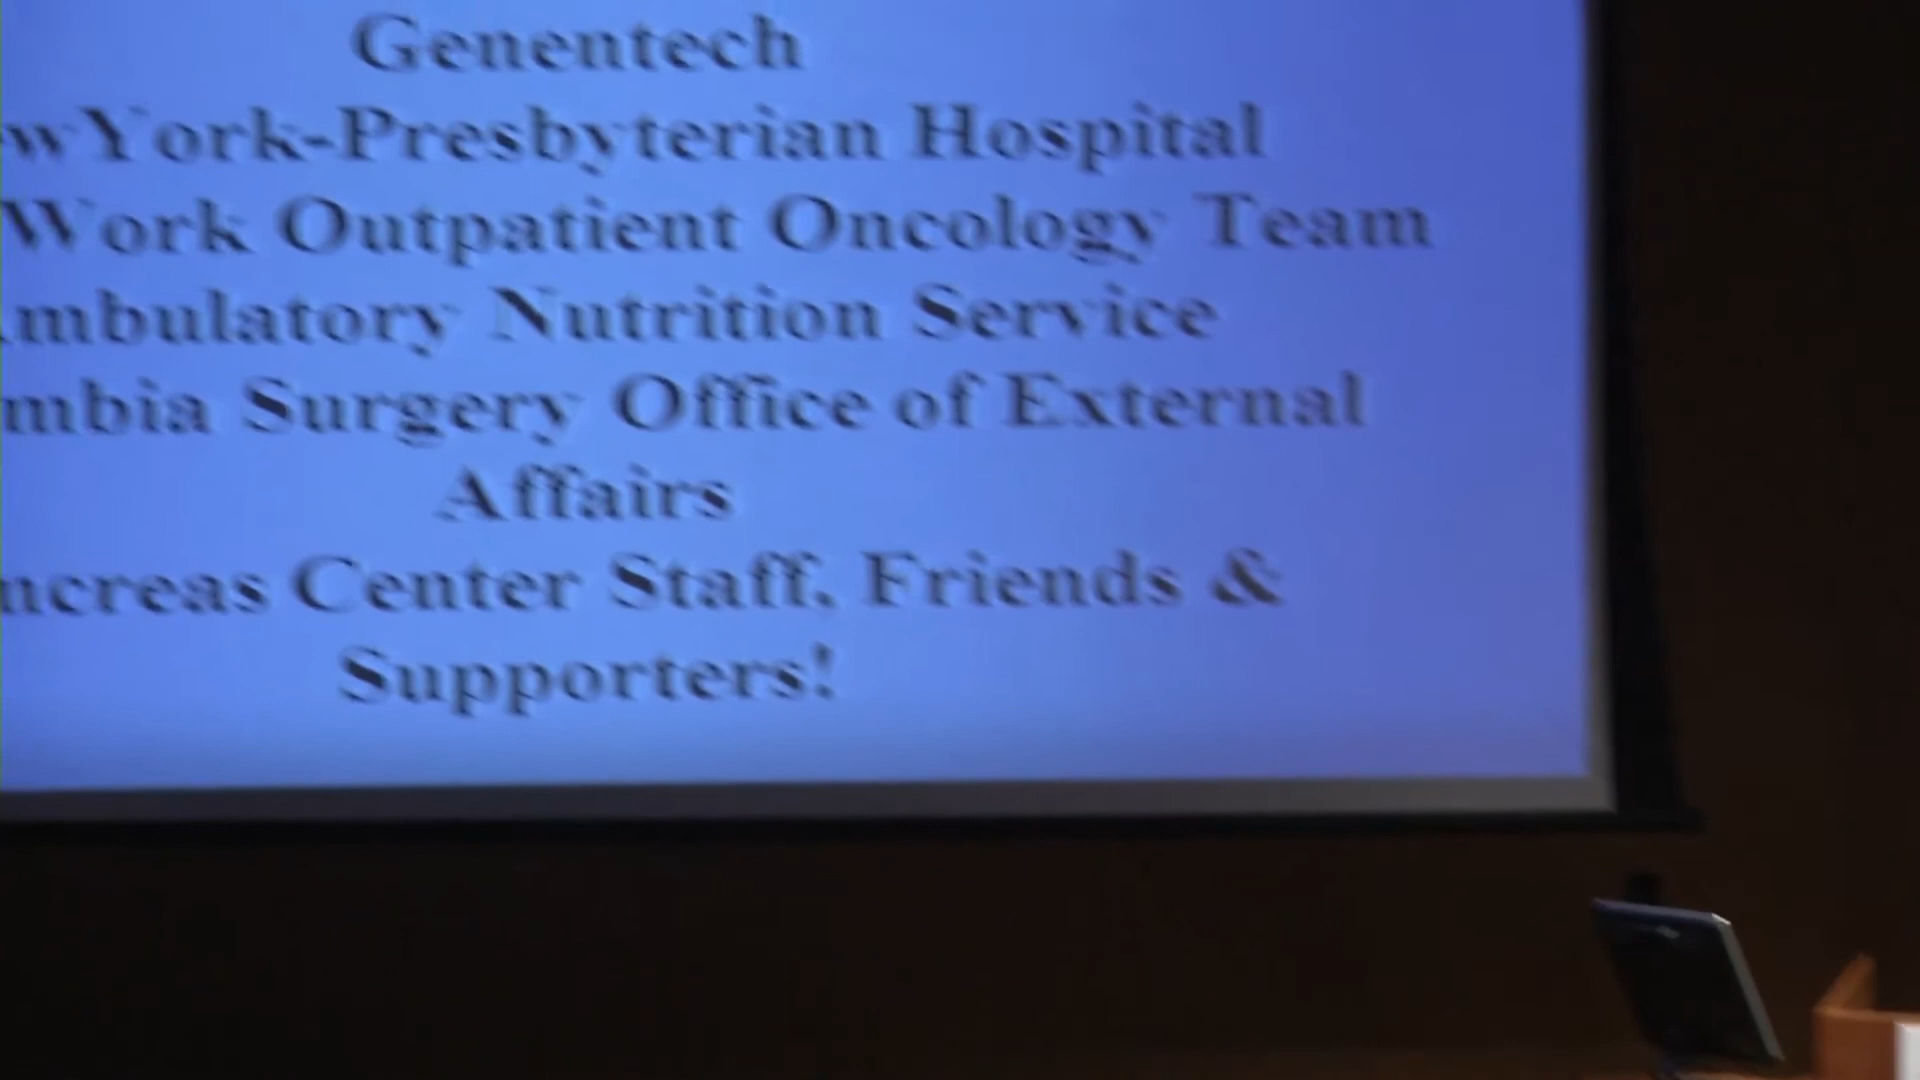 Genentech
wYork-Presbyterian Hospital
Work Outpatient Oncology Team
mbulatory Nutrition Service
mbia Surgery Office of External
Affairs
ncreas Center Staff, Friends &
Supporters!